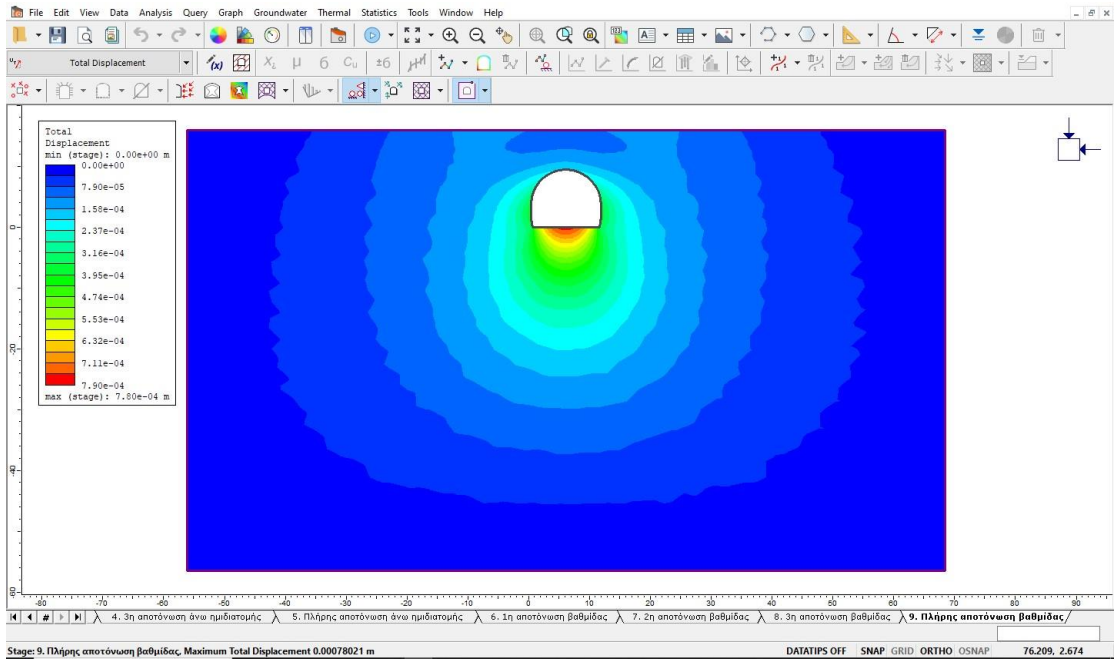 File Edit View Data Analysis Query Graph Groundwater Thermal Statistics Tools Window Help
Total Displacement
Total
Displacement
min (stage): 0.00e+00 m
0.00e+00
7.90e-05
1.58e-04
2.37e-04
3.16e-04
3.95e-04
4.74e-04
5.53e-04
6.32e-04
7.11e-04
7.90e-04
max (stage): 7.80e-04 m
0
-20
-40
-60
-80 -70 -60 -50 -40 -30 -20 -10 0 10 20 30 40 50 60 70 80 90
4. 3η αποτόνωση άνω ημιδιατομής 5. Πλήρης αποτόνωση άνω ημιδιατομής 6. 1η αποτόνωση βαθμίδας 7. 2η αποτόνωση βαθμίδας 8. 3η αποτόνωση βαθμίδας 9. Πλήρης αποτόνωση βαθμίδας
Stage: 9. Πλήρης αποτόνωση βαθμίδας, Maximum Total Displacement 0.00078021 m DATATIPS OFF SNAP GRID ORTHO OSNAP 76.209, 2.674